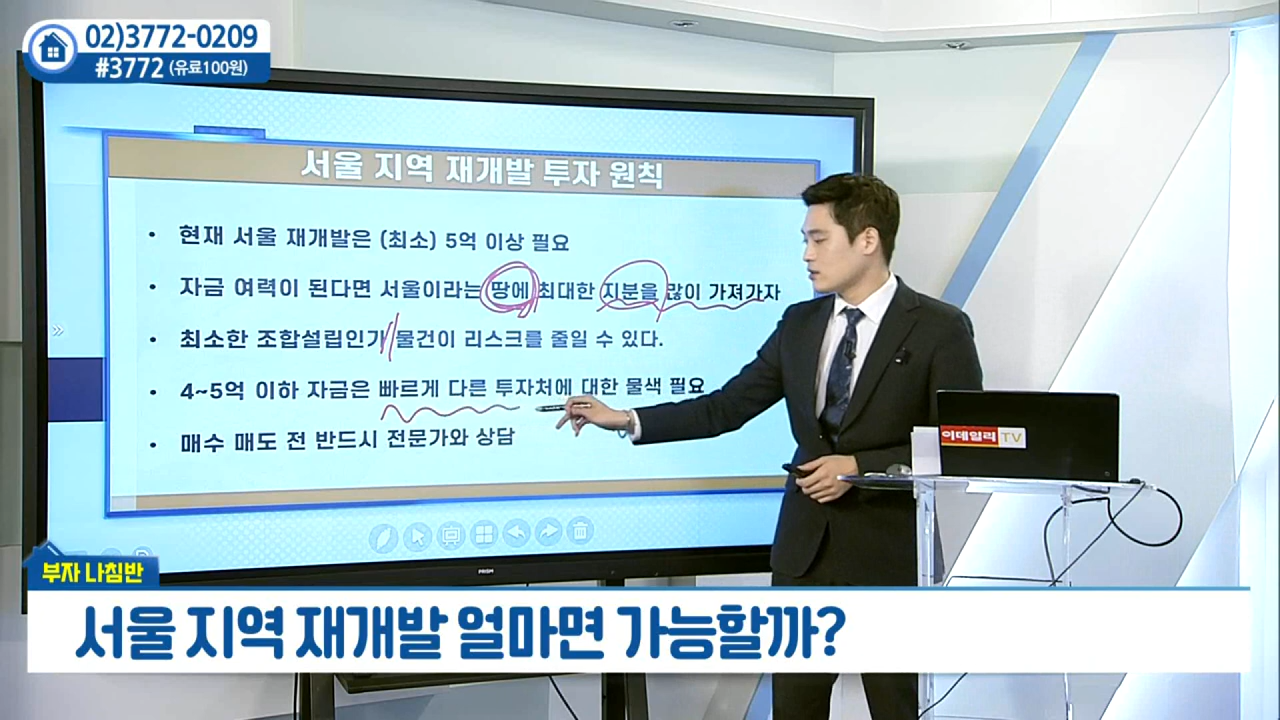 02)3772-0209
#3772 (유료100원)
서울 지역 재개발 투자 원칙
• 현재 서울 재개발은 (최소) 5억 이상 필요
• 자금 여력이 된다면 서울이라는 땅에 최대한 지분을 많이 가져가자
• 최소한 조합설립인가 물건이 리스크를 줄일 수 있다.
• 4~5억 이하 자금은 빠르게 다른 투자처에 대한 물색 필요
• 매수 매도 전 반드시 전문가와 상담
이데일리 TV
PRISM
부자 나침반
서울 지역 재개발 얼마면 가능할까?